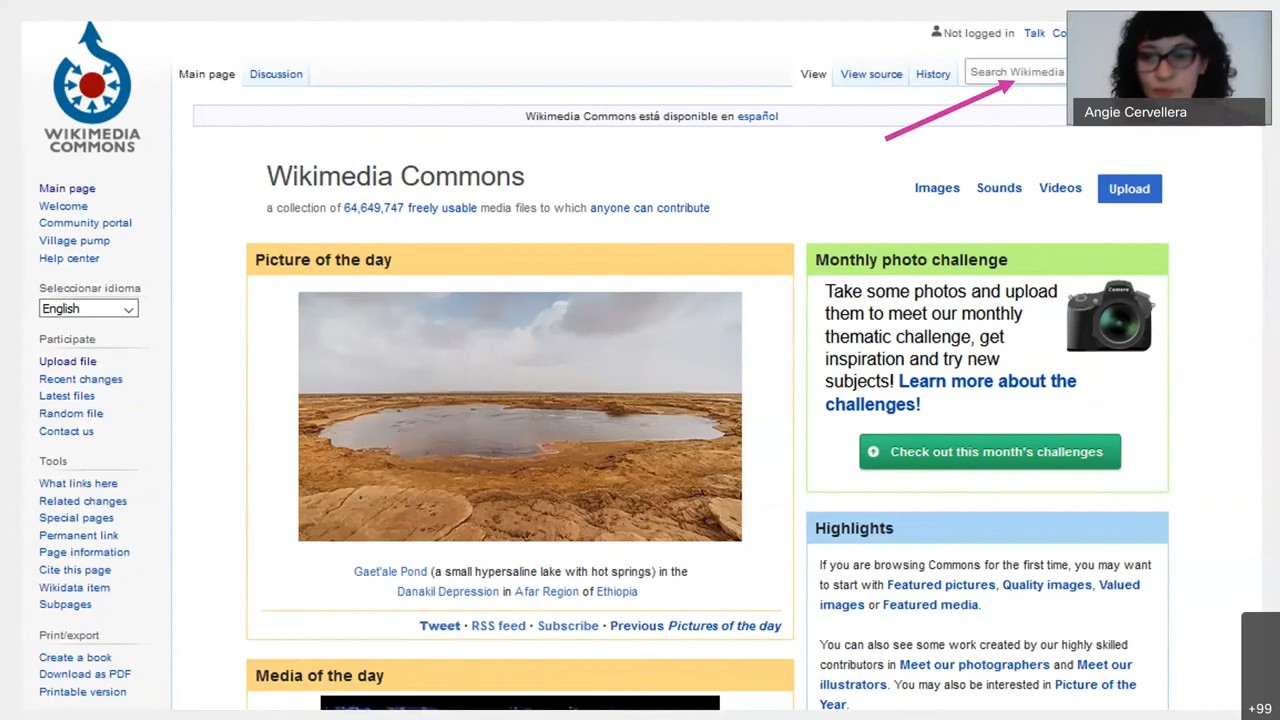 WIKIMEDIA
COMMONS
Main page
Welcome
Community portal
Village pump
Help center
Seleccionar idioma
English
Participate
Upload file
Recent changes
Latest files
Random file
Contact us
Tools
What links here
Related changes
Special pages
Permanent link
Page information
Cite this page
Wikidata item
Subpages
Print/export
Create a book
Download as PDF
Printable version
Not logged in Talk Co
Main page Discussion View View source History Search Wikimedia
Angie Cervellera
Wikimedia Commons está disponible en español
Wikimedia Commons
a collection of 64,649,747 freely usable media files to which anyone can contribute
Images Sounds Videos Upload
Picture of the day
Gaet'ale Pond (a small hypersaline lake with hot springs) in the
Danakil Depression in Afar Region of Ethiopia
Tweet · RSS feed · Subscribe · Previous Pictures of the day
Media of the day
Monthly photo challenge
Take some photos and upload
them to meet our monthly
thematic challenge, get
inspiration and try new
subjects! Learn more about the
challenges!
Camera
Check out this month's challenges
Highlights
If you are browsing Commons for the first time, you may want
to start with Featured pictures, Quality images, Valued
images or Featured media.
You can also see some work created by our highly skilled
contributors in Meet our photographers and Meet our
illustrators. You may also be interested in Picture of the
Year.
+99